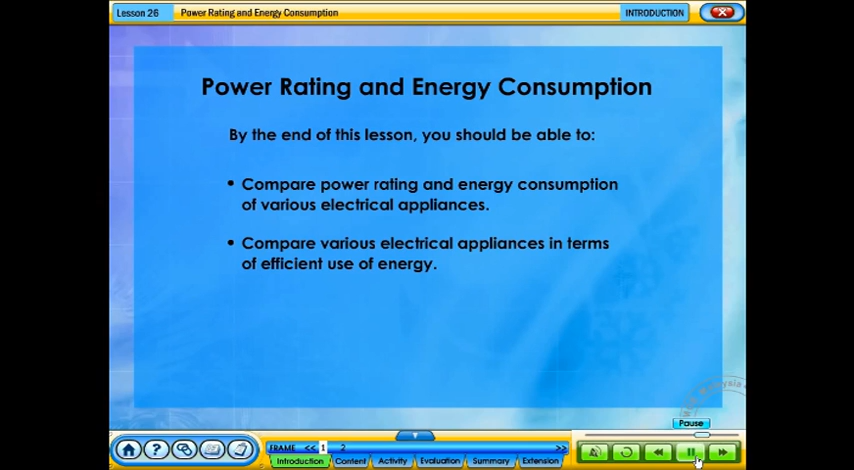 Lesson 26
Power Rating and Energy Consumption
INTRODUCTION
Power Rating and Energy Consumption
By the end of this lesson, you should be able to:
• Compare power rating and energy consumption
of various electrical appliances.
• Compare various electrical appliances in terms
of efficient use of energy.
Malaysia
Pause
FRAME << 1 2 >>
Introduction Content Activity Evaluation Summary Extension